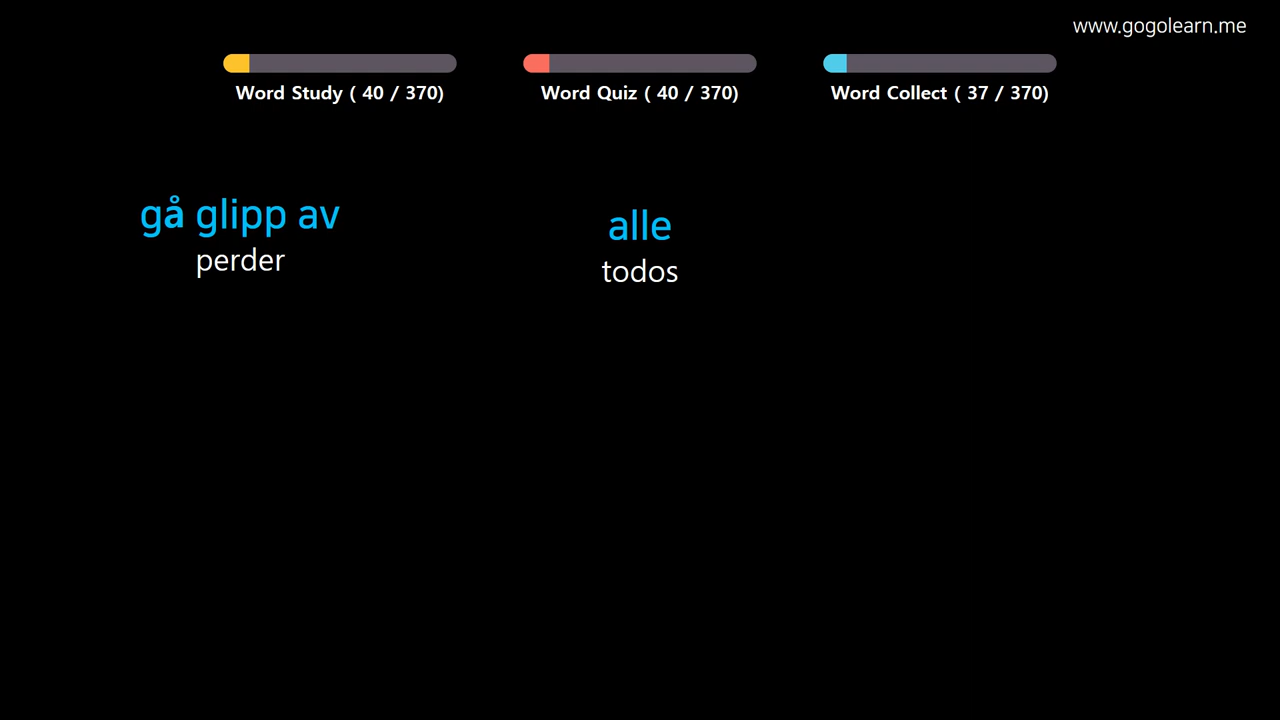 www.gogolearn.me
Word Study ( 40 / 370)
Word Quiz ( 40 / 370)
Word Collect ( 37 / 370)
gå glipp av
perder
alle
todos